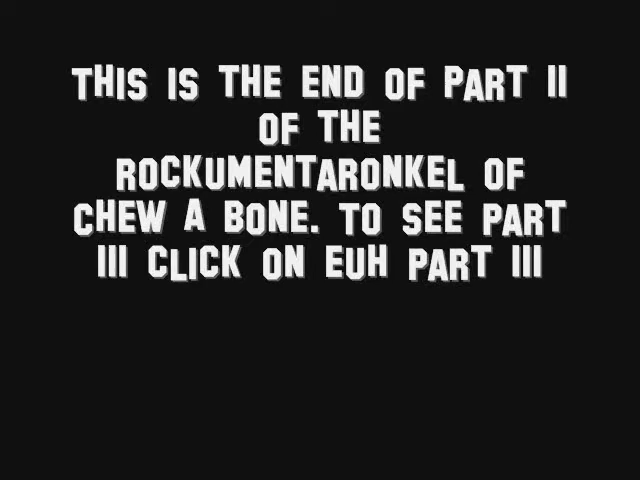 THIS IS THE END OF PART II
OF THE
ROCKUMENTARONKEL OF
CHEW A BONE. TO SEE PART
III CLICK ON EUH PART III